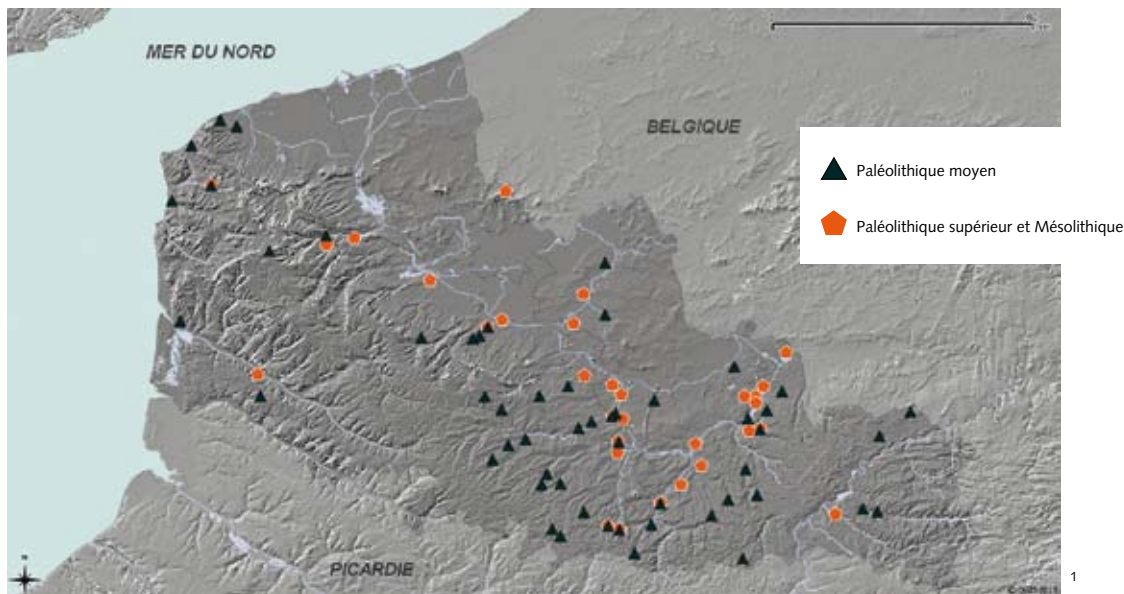 MER DU NORD
BELGIQUE
Paléolithique moyen
Paléolithique supérieur et Mésolithique
PICARDIE
1